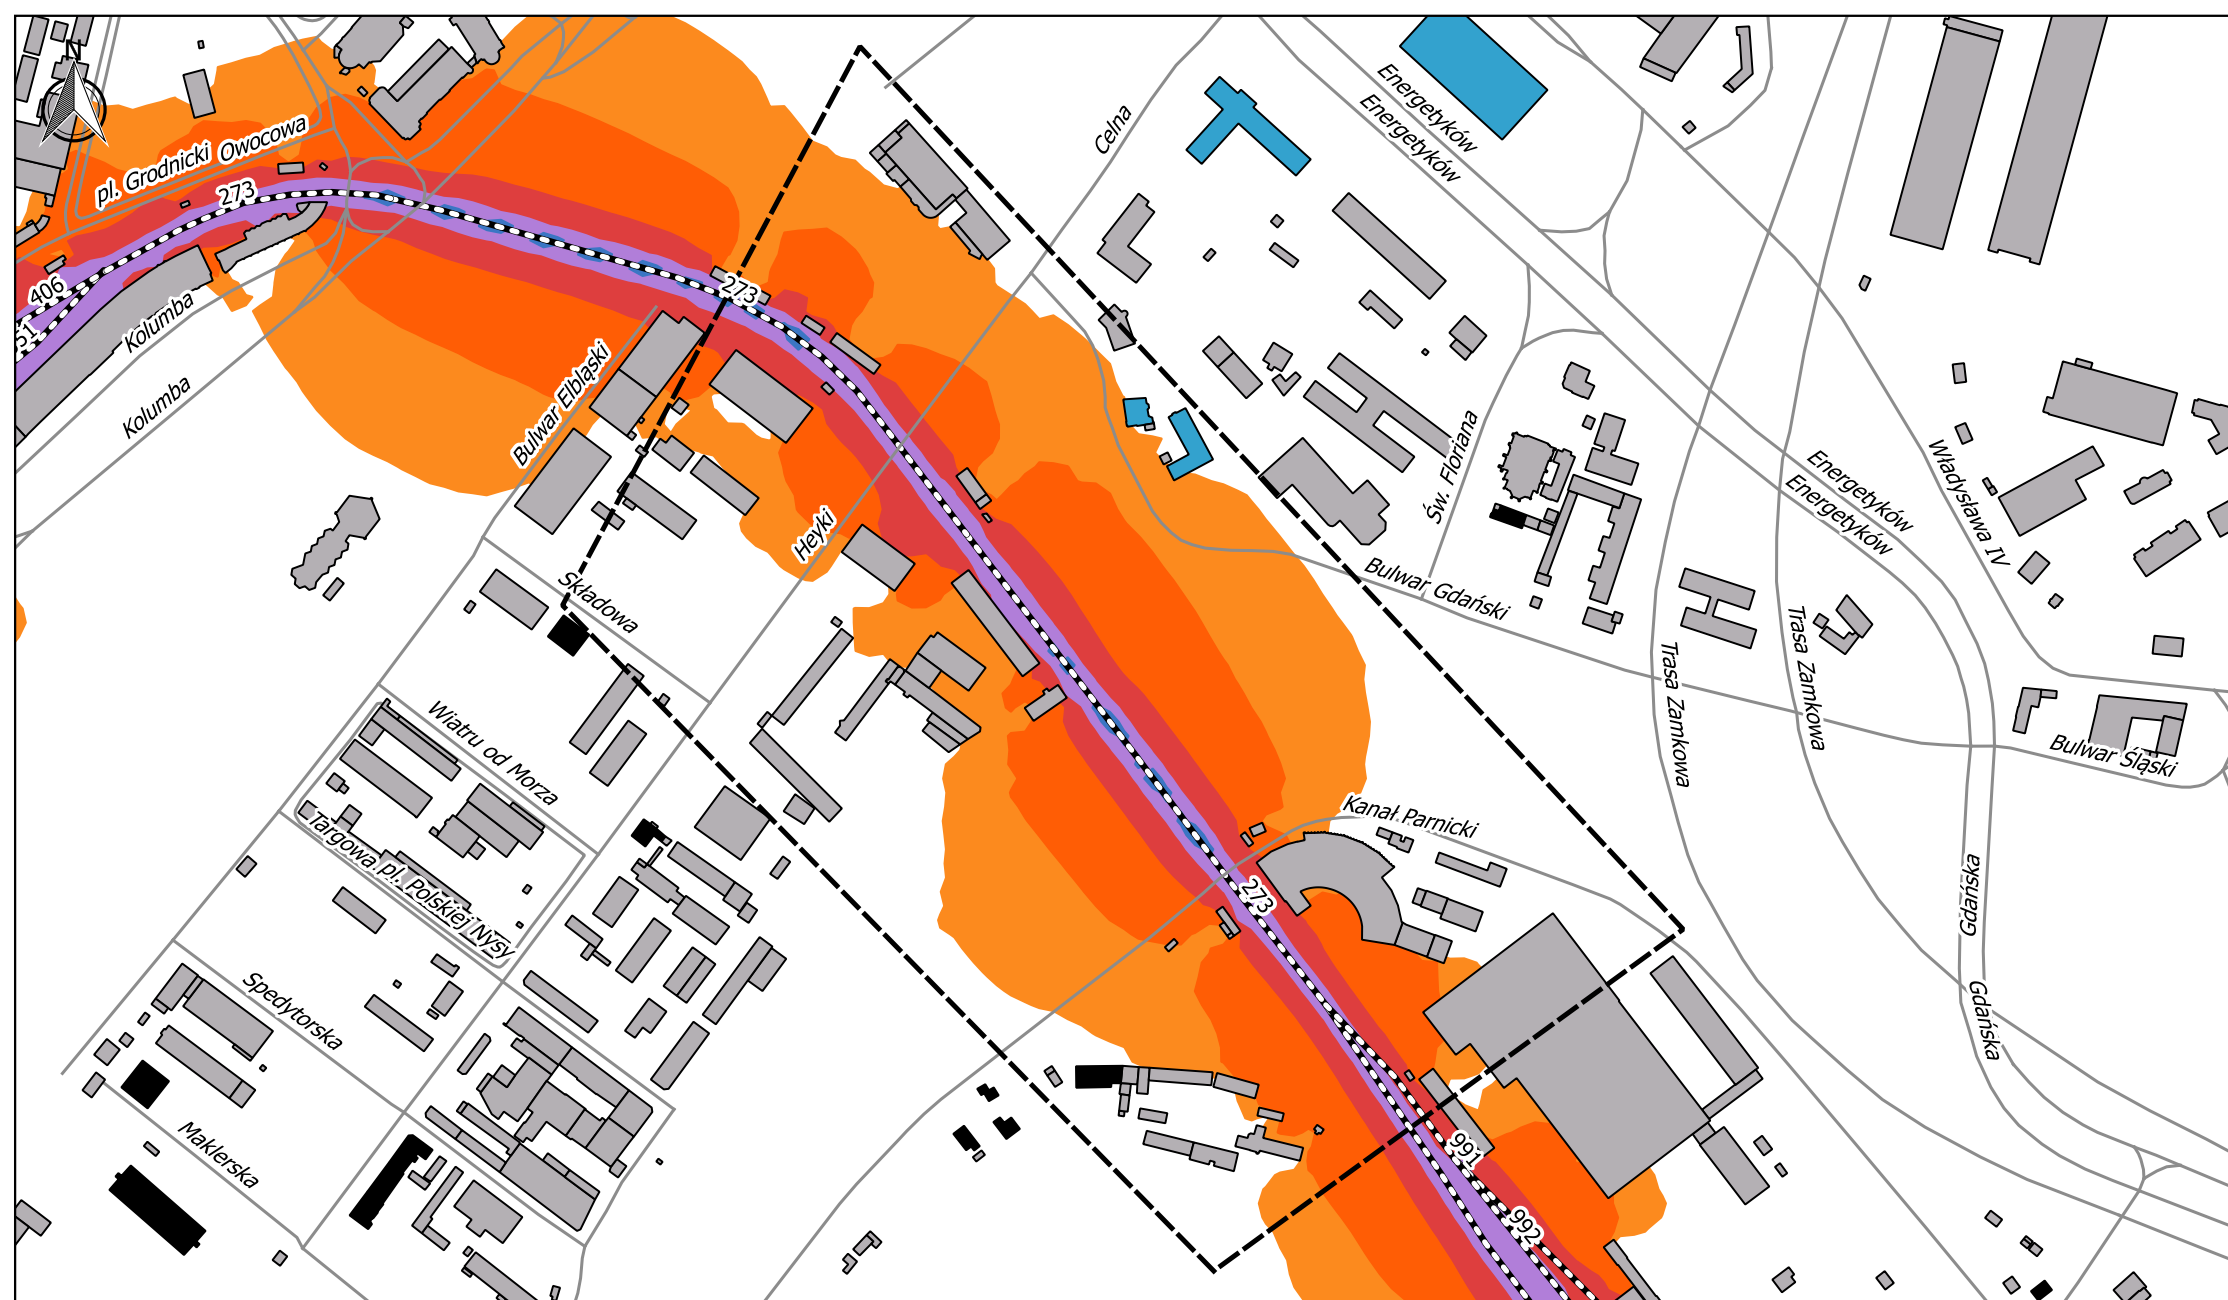 N
pl. Grodnicki
Owocowa
273
406
51
Kolumba
Kolumba
Bulwar Elbląski
273
Celna
Energetyków
Energetyków
Heyki
Składowa
Św. Floriana
Bulwar Gdański
Energetyków
Energetyków
Władysława IV
Trasa Zamkowa
Trasa Zamkowa
Bulwar Śląski
Wiatru od Morza
Targowa
pl. Polskiej Nysy
Kanał Parnicki
273
Gdańska
Gdańska
Spedytorska
Maklerska
991
992